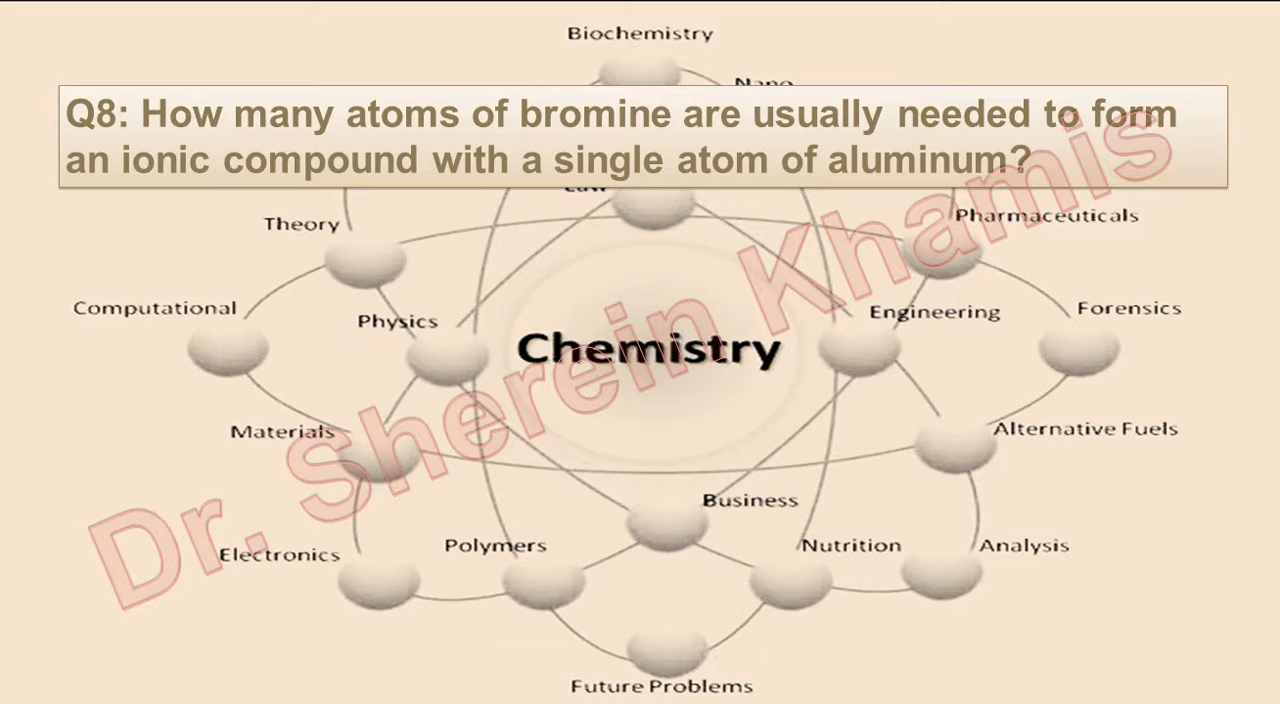 Biochemistry
Q8: How many atoms of bromine are usually needed to form
an ionic compound with a single atom of aluminum?
Theory
Pharmaceuticals
Computational
Physics
Engineering
Forensics
Chemistry
Materials
Alternative Fuels
Business
Electronics
Polymers
Nutrition
Analysis
Future Problems
Dr. Sherein Khamis